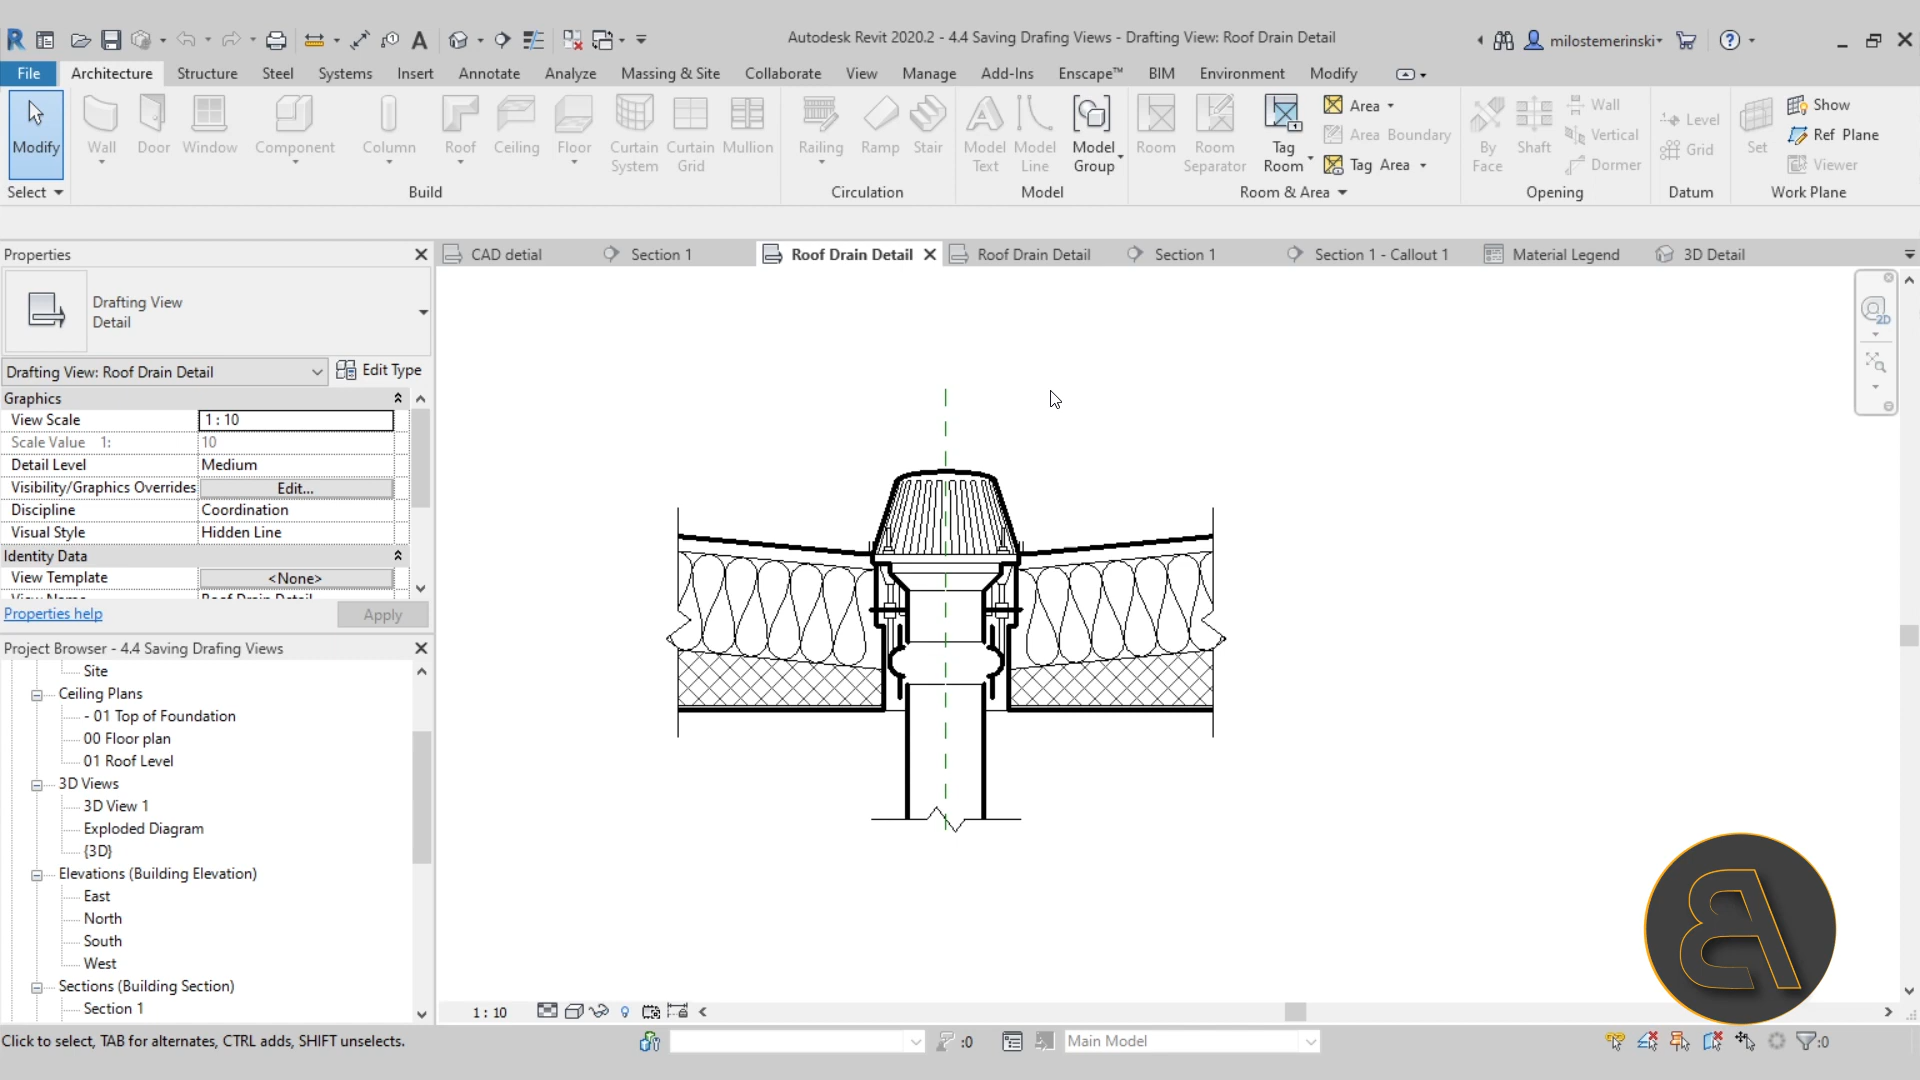 Autodesk Revit 2020.2 - 4.4 Saving Drafing Views - Drafting View: Roof Drain Detail
milostemerinski
File Architecture Structure Steel Systems Insert Annotate Analyze Massing & Site Collaborate View Manage Add-Ins Enscape™ BIM Environment Modify
Modify Wall Door Window Component Column Roof Ceiling Floor Curtain System Curtain Grid Mullion Railing Ramp Stair Model Text Model Line Model Group Room Room Separator Tag Room 1 Area Area Boundary Tag Area By Face Shaft Wall Vertical Dormer Level Grid Set Show Ref Plane Viewer
Select Build Circulation Model Room & Area Opening Datum Work Plane
Properties
CAD detial Section 1 Roof Drain Detail Roof Drain Detail Section 1 Section 1 - Callout 1 Material Legend 3D Detail
Drafting View
Detail
2D
Drafting View: Roof Drain Detail Edit Type
Graphics
View Scale 1 : 10
Scale Value 1: 10
Detail Level Medium
Visibility/Graphics Overrides Edit...
Discipline Coordination
Visual Style Hidden Line
Identity Data
View Template <None>
View Name Roof Drain Detail
Properties help Apply
Project Browser - 4.4 Saving Drafing Views
Site
Ceiling Plans
- 01 Top of Foundation
00 Floor plan
01 Roof Level
3D Views
3D View 1
Exploded Diagram
{3D}
Elevations (Building Elevation)
East
North
South
West
Sections (Building Section)
Section 1
1 : 10
Click to select, TAB for alternates, CTRL adds, SHIFT unselects. :0 Main Model :0